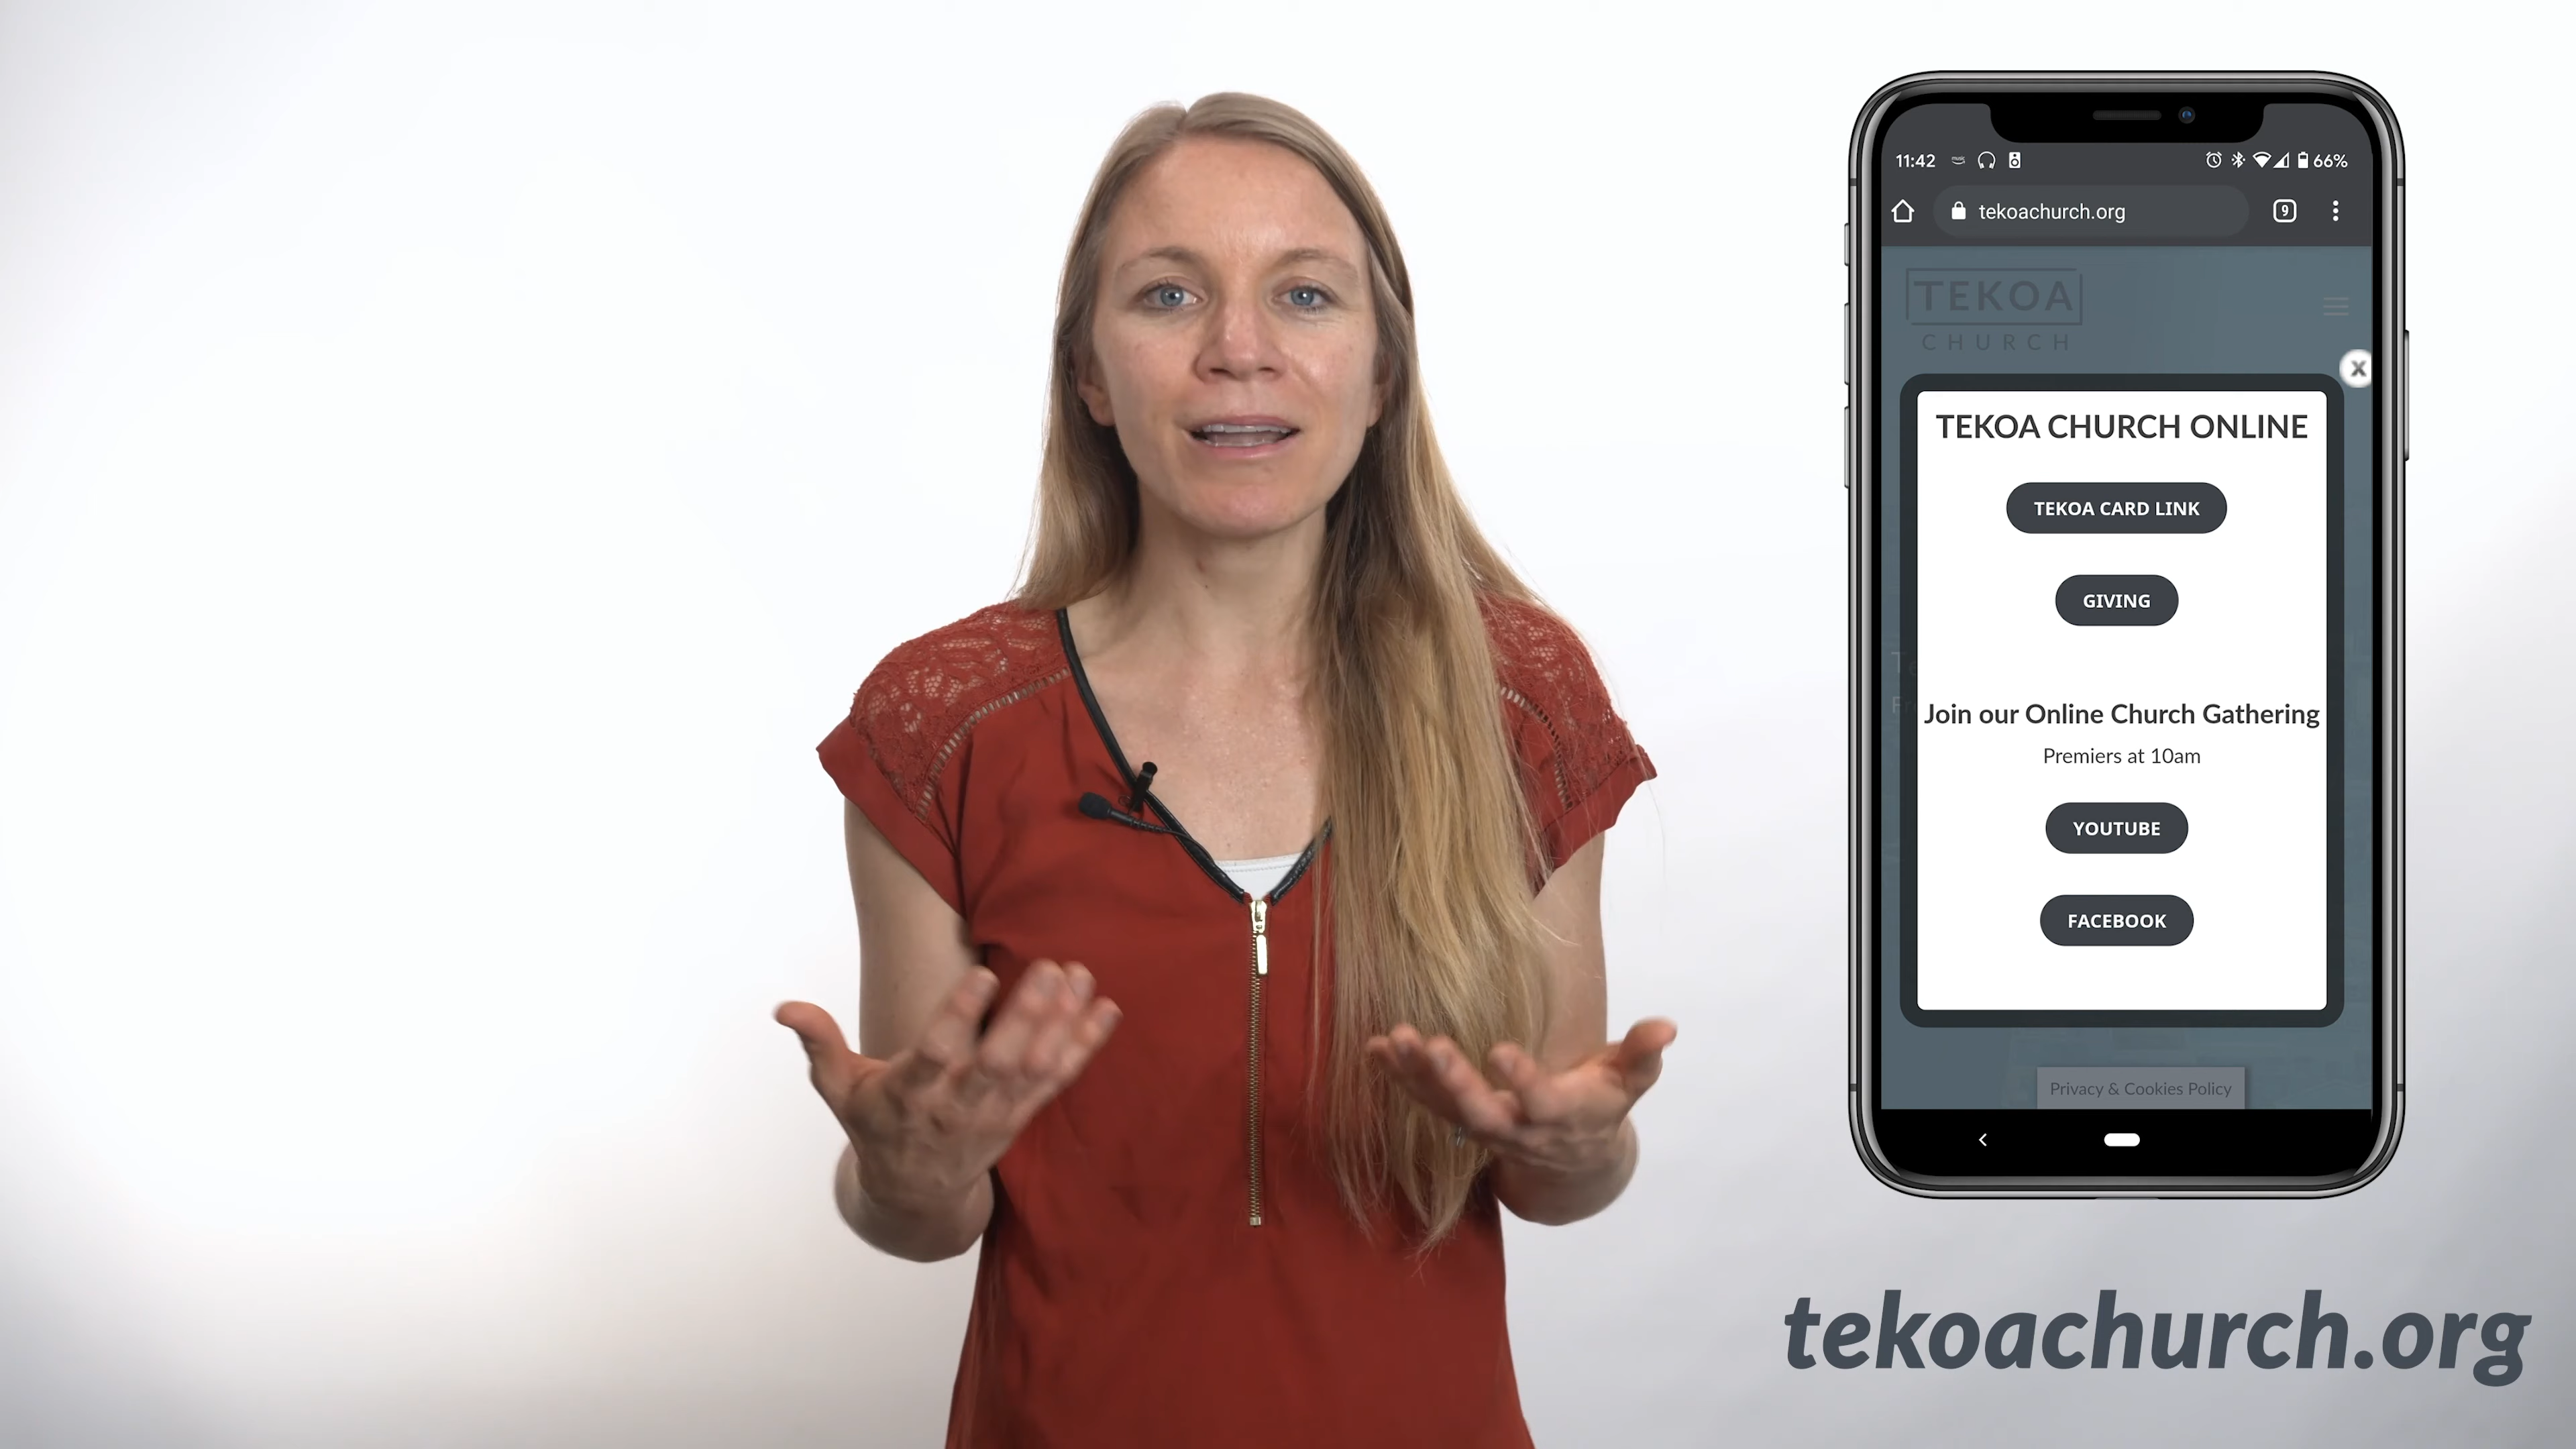 11:42
66%
tekoachurch.org
9
TEKOA
CHURCH
X
TEKOA CHURCH ONLINE
TEKOA CARD LINK
GIVING
Join our Online Church Gathering
Premiers at 10am
YOUTUBE
FACEBOOK
Privacy & Cookies Policy
tekoachurch.org